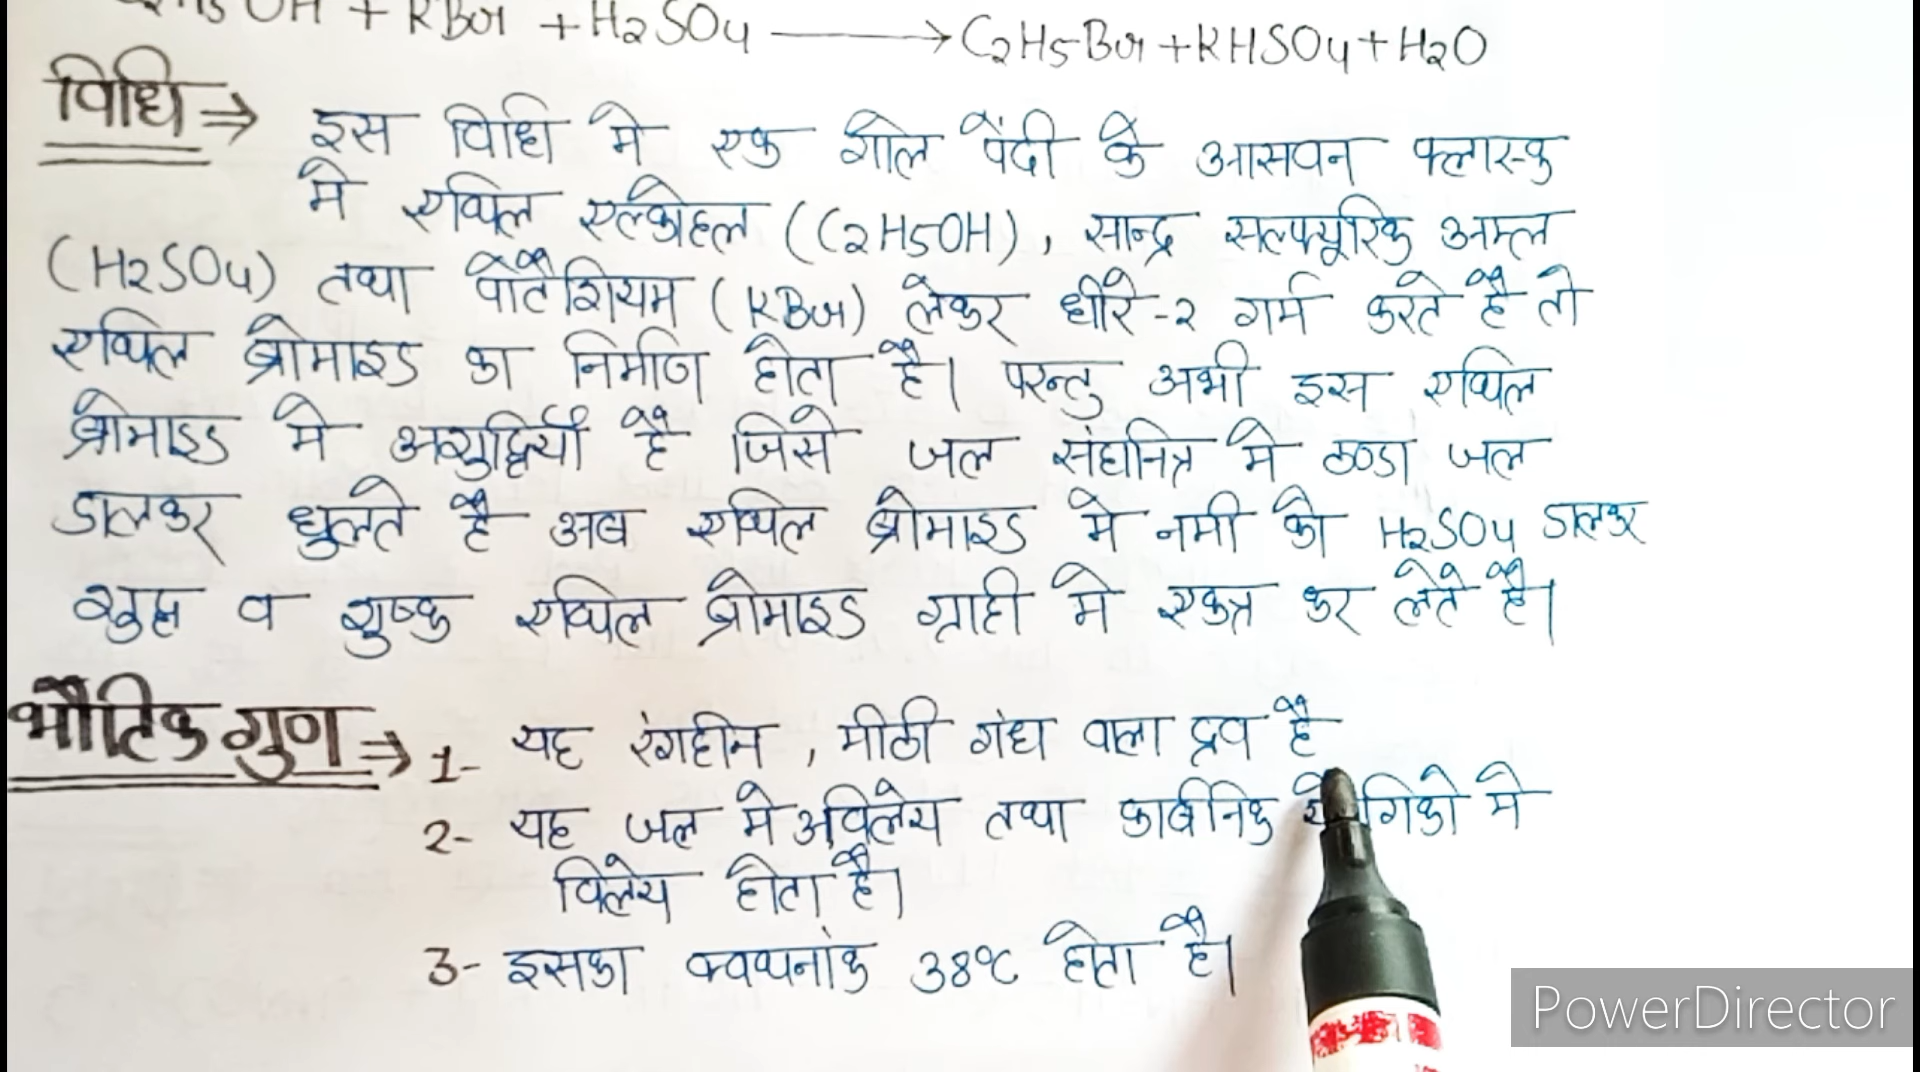 OH + KBr + H2SO4 ⟶ C2H5Br + KHSO4 + H2O
विधि ⇒ इस विधि मे एक गोल पेंदी के आसवन फ्लास्क
मे एथिल एल्कोहल (C2H5OH), सान्द्र सल्फ्यूरिक अम्ल
(H2SO4) तथा पोटैशियम (KBr) लेकर धीरे-२ गर्म करते है तो
एथिल ब्रोमाइड का निर्माण होता है। परन्तु अभी इस एथिल
ब्रोमाइड मे अशुद्धियाँ है जिसे जल संघनित्र मे ठण्डा जल
डालकर धुलते है अब एथिल ब्रोमाइड मे नमी को H2SO4 डालकर
शुद्ध व शुष्क एथिल ब्रोमाइड ग्राही मे एकत्र कर लेते है।
भौतिक गुण ⇒ 1- यह रंगहीन, मीठी गंध वाला द्रव है
2- यह जल मे अविलेय तथा कार्बनिक मे
विलेय होता है।
3- इसका क्वथनांक 38℃ होता है।
PowerDirector